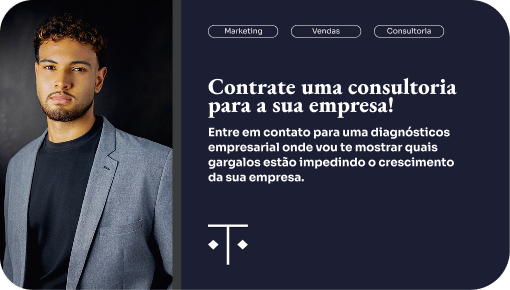 Marketing
Vendas
Consultoria
Contrate uma consultoria
para a sua empresa!
Entre em contato para uma diagnósticos
empresarial onde vou te mostrar quais
gargalos estão impedindo o crescimento
da sua empresa.